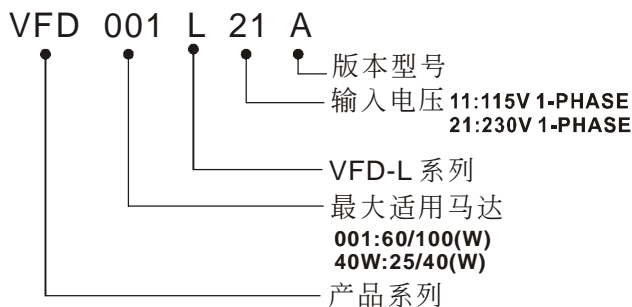 VFD 001 L 21 A
版本型号
输入电压 11:115V 1-PHASE
21:230V 1-PHASE
VFD-L 系列
最大适用马达
001:60/100(W)
40W:25/40(W)
产品系列